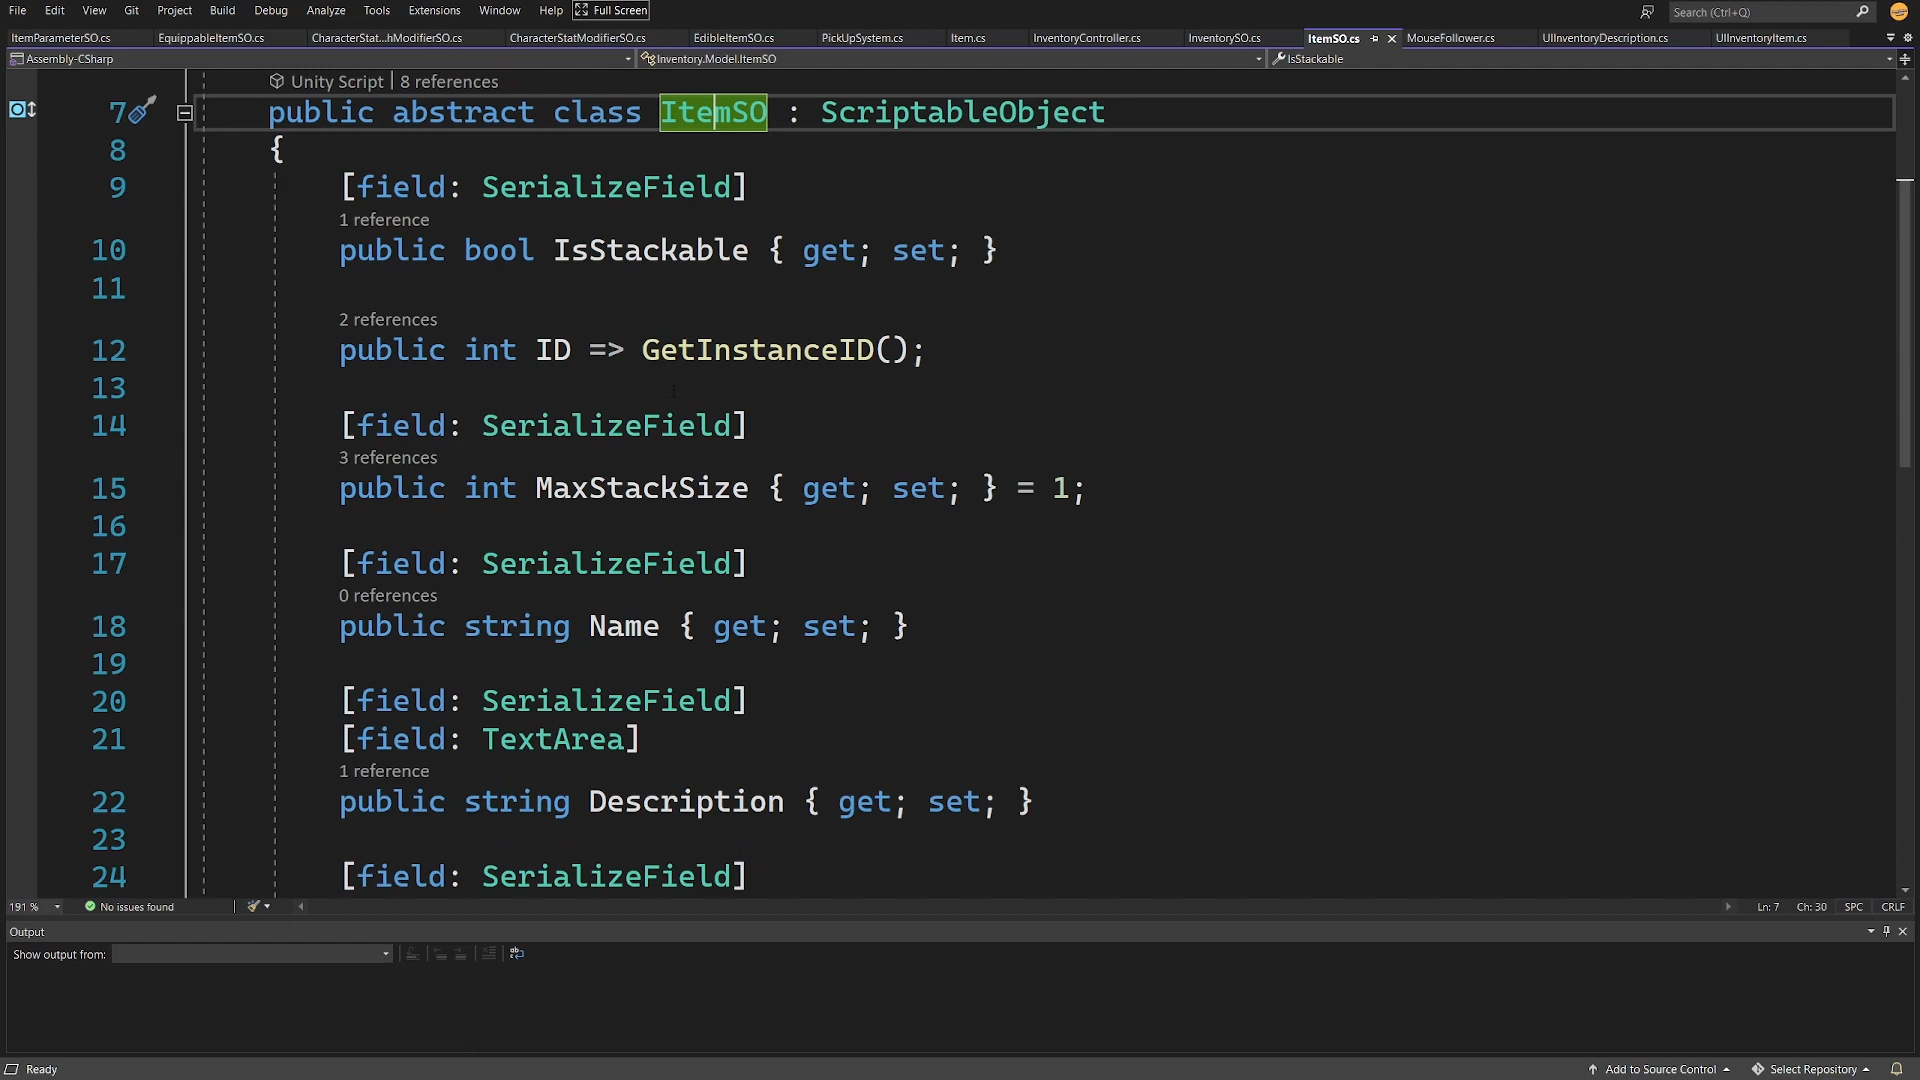 File Edit View Git Project Build Debug Analyze Tools Extensions Window Help Full Screen Search (Ctrl+Q)
ItemParameterSO.cs EquippableItemSO.cs CharacterStat...hModifierSO.cs CharacterStatModifierSO.cs EdibleItemSO.cs PickUpSystem.cs Item.cs InventoryController.cs InventorySO.cs ItemSO.cs MouseFollower.cs UIInventoryDescription.cs UIInventoryItem.cs
Assembly-CSharp Inventory.Model.ItemSO IsStackable
Unity Script | 8 references
7 public abstract class ItemSO : ScriptableObject
8 {
9 [field: SerializeField]
1 reference
10 public bool IsStackable { get; set; }
11
2 references
12 public int ID => GetInstanceID();
13
14 [field: SerializeField]
3 references
15 public int MaxStackSize { get; set; } = 1;
16
17 [field: SerializeField]
0 references
18 public string Name { get; set; }
19
20 [field: SerializeField]
21 [field: TextArea]
1 reference
22 public string Description { get; set; }
23
24 [field: SerializeField]
191 % No issues found Ln: 7 Ch: 30 SPC CRLF
Output
Show output from:
Ready Add to Source Control Select Repository